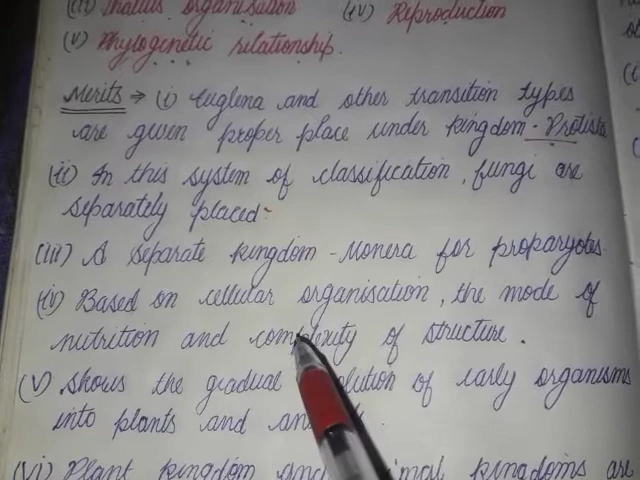 (iii) Thallus organisation (iv) Reproduction
(v) Phylogenetic relationship.
Merits → (i) Euglena and other transition types
are given proper place under kingdom - Protista
(ii) In this system of classification, fungi are
separately placed.
(iii) A separate kingdom - Monera for prokaryotes.
(iv) Based on cellular organisation, the mode of
nutrition and complexity of structure.
(v) Shows the gradual of early organisms
into plants and
(vi) Plant kingdom and kingdoms are